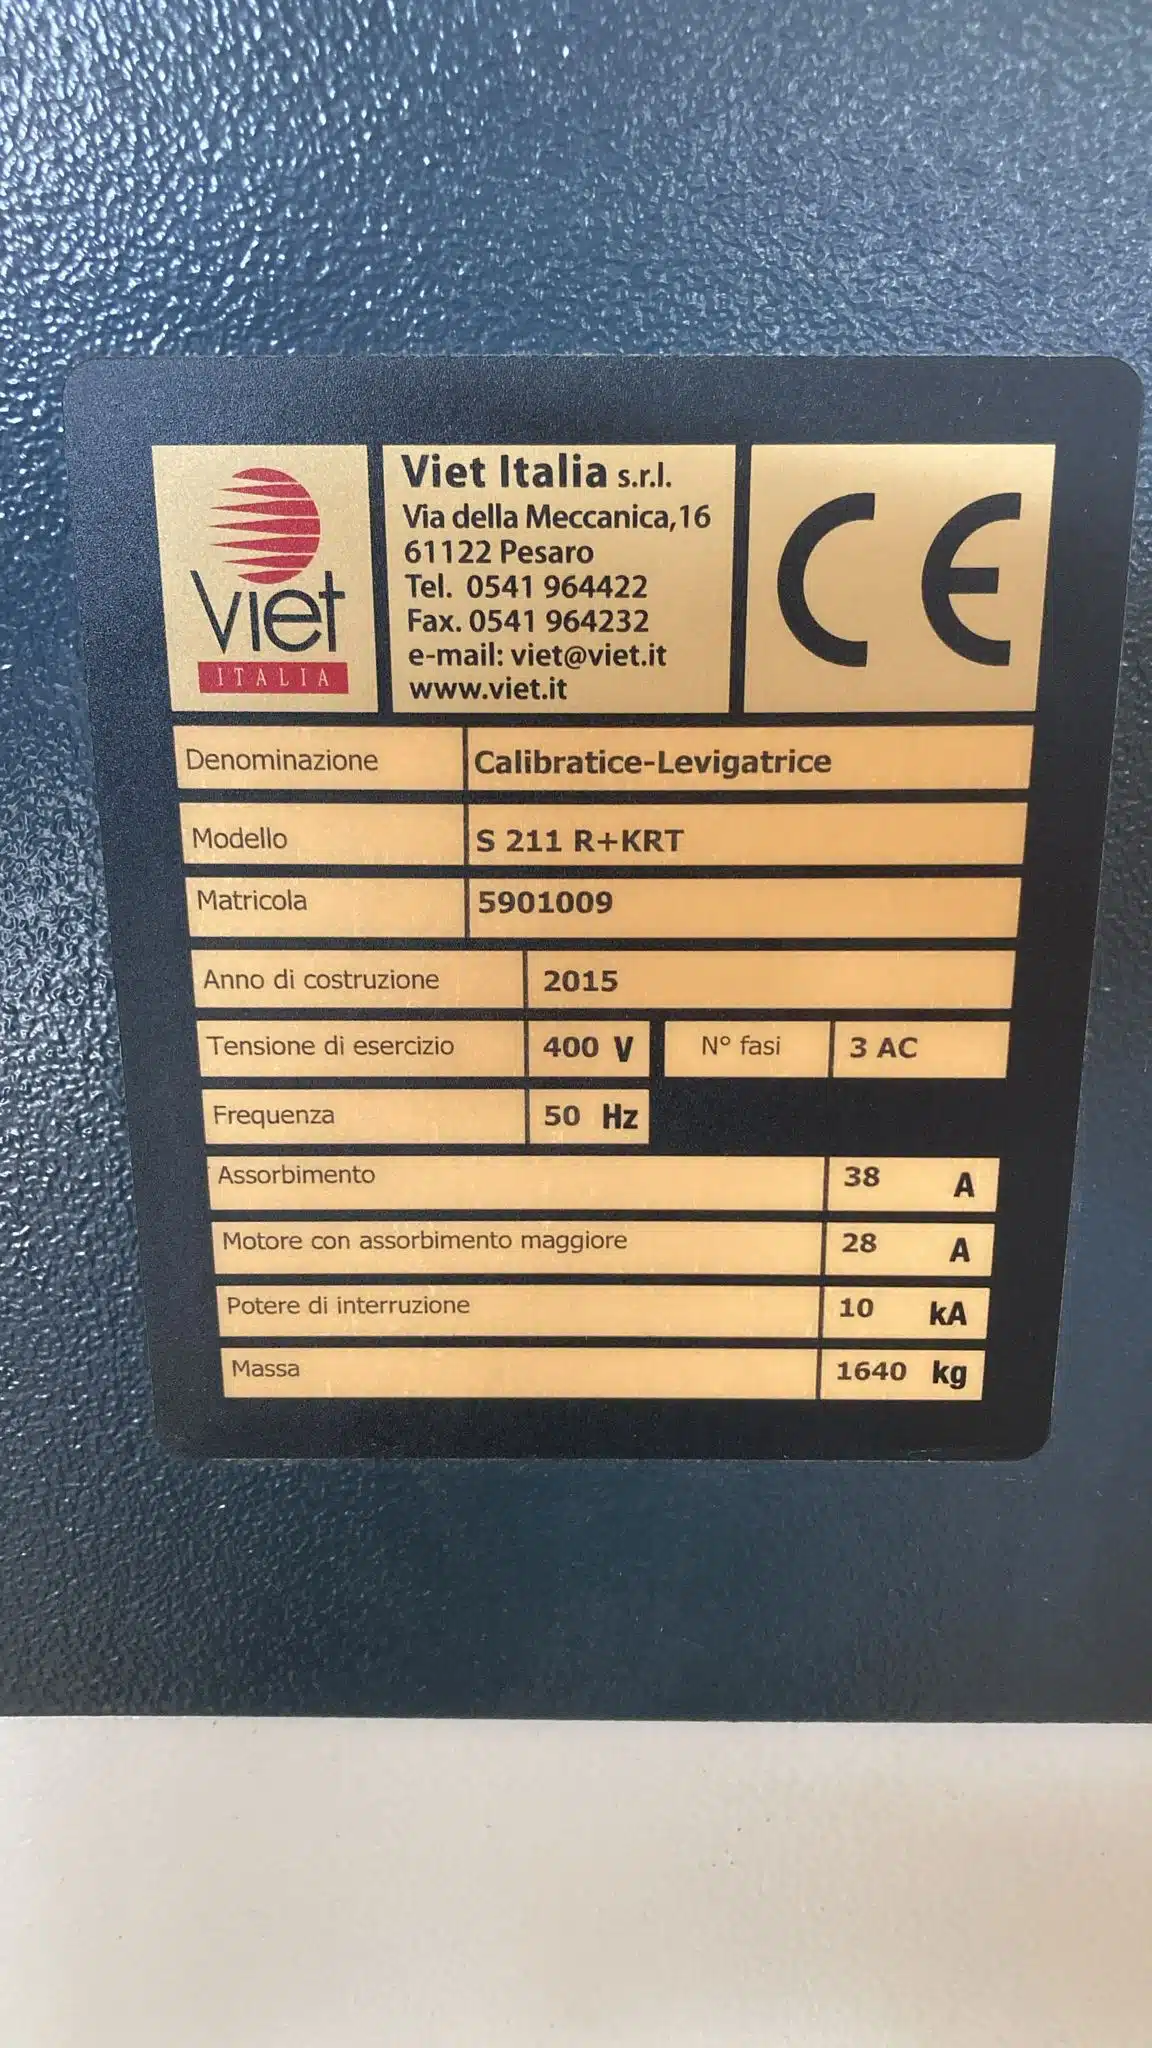 Viet
ITALIA
Viet Italia s.r.l.
Via della Meccanica,16
61122 Pesaro
Tel. 0541 964422
Fax. 0541 964232
e-mail: viet@viet.it
www.viet.it
CE
Denominazione Calibratice-Levigatrice
Modello S 211 R+KRT
Matricola 5901009
Anno di costruzione 2015
Tensione di esercizio 400 V N° fasi 3 AC
Frequenza 50 Hz
Assorbimento 38 A
Motore con assorbimento maggiore 28 A
Potere di interruzione 10 kA
Massa 1640 kg